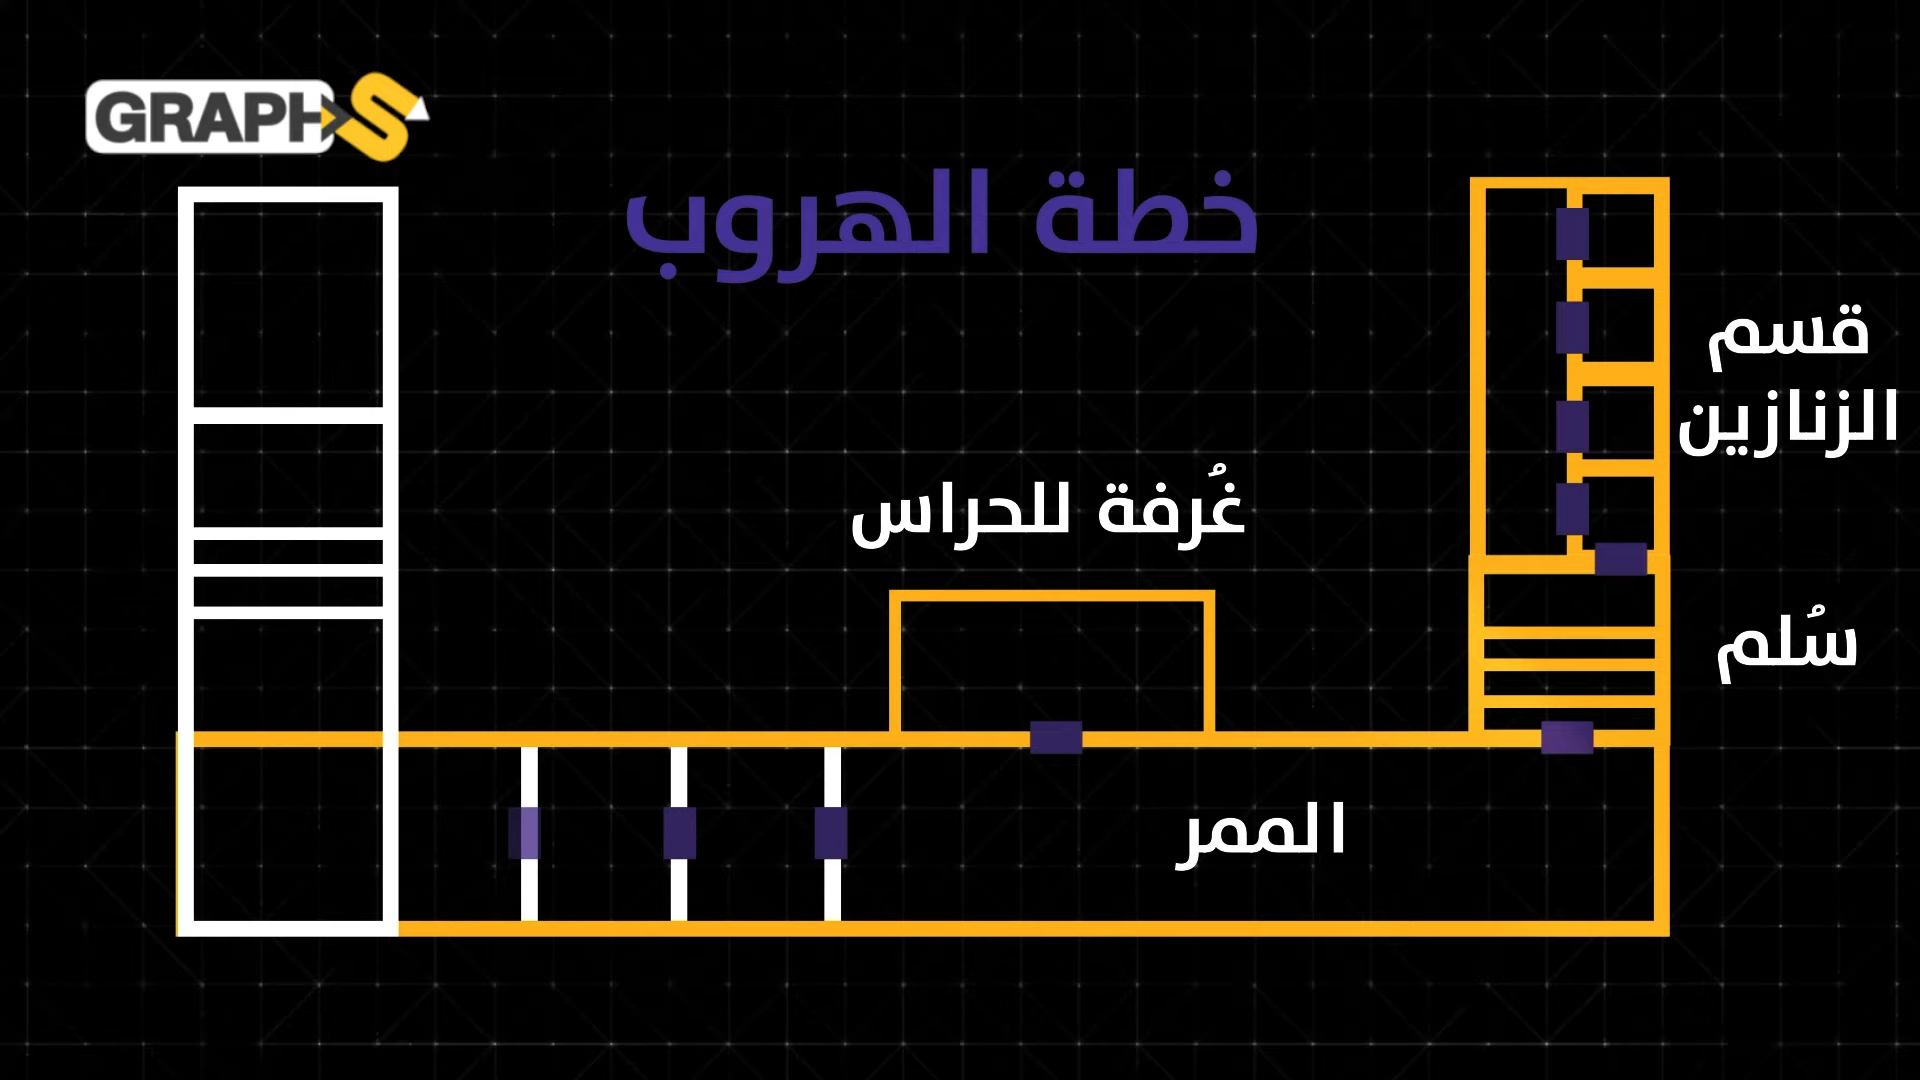 GRAPHS
خطة الهروب
قسم
الزنازين
غُرفة للحراس
سُلم
الممر